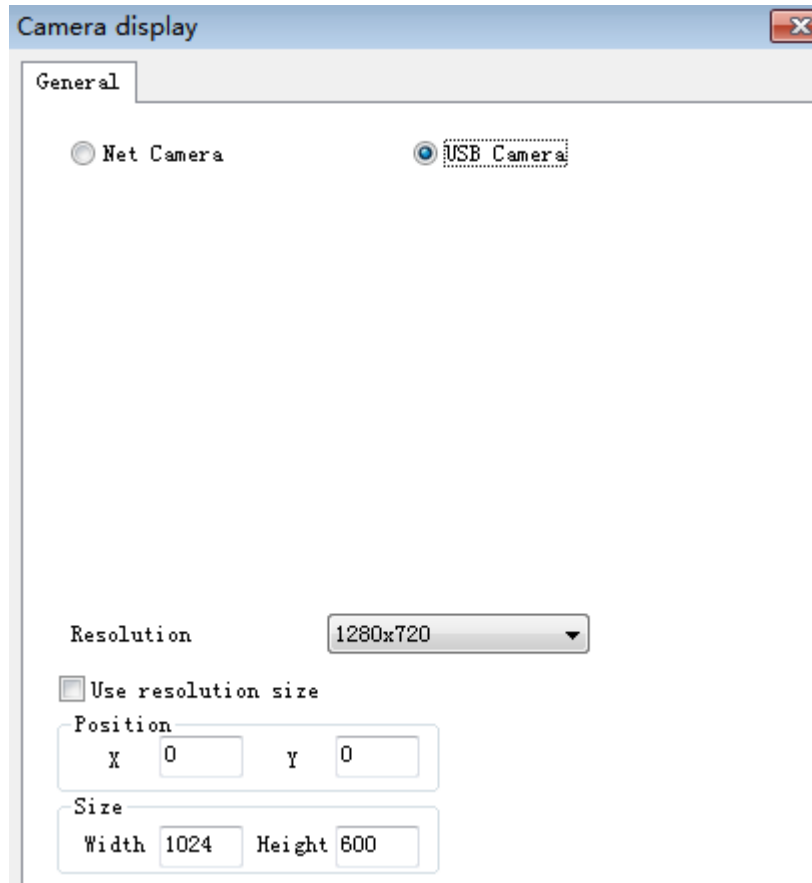 Camera display
General
Net Camera USB Camera
Resolution 1280x720
Use resolution size
Position
X 0 Y 0
Size
Width 1024 Height 600